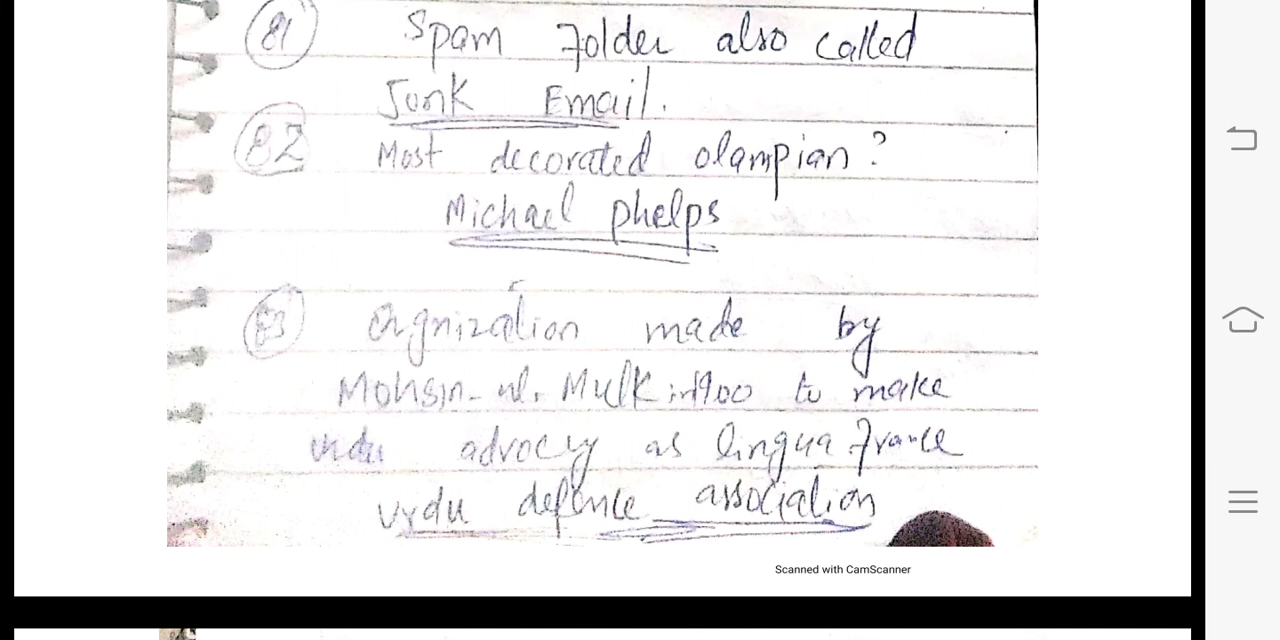 81 Spam Folder also called
Junk Email.
82 Most decorated olampian?
Michael phelps
83 Orgnization made by
Mohsin-ul. Mulk in 1900 to make
urdu advocy as lingua France
Urdu defence association
Scanned with CamScanner